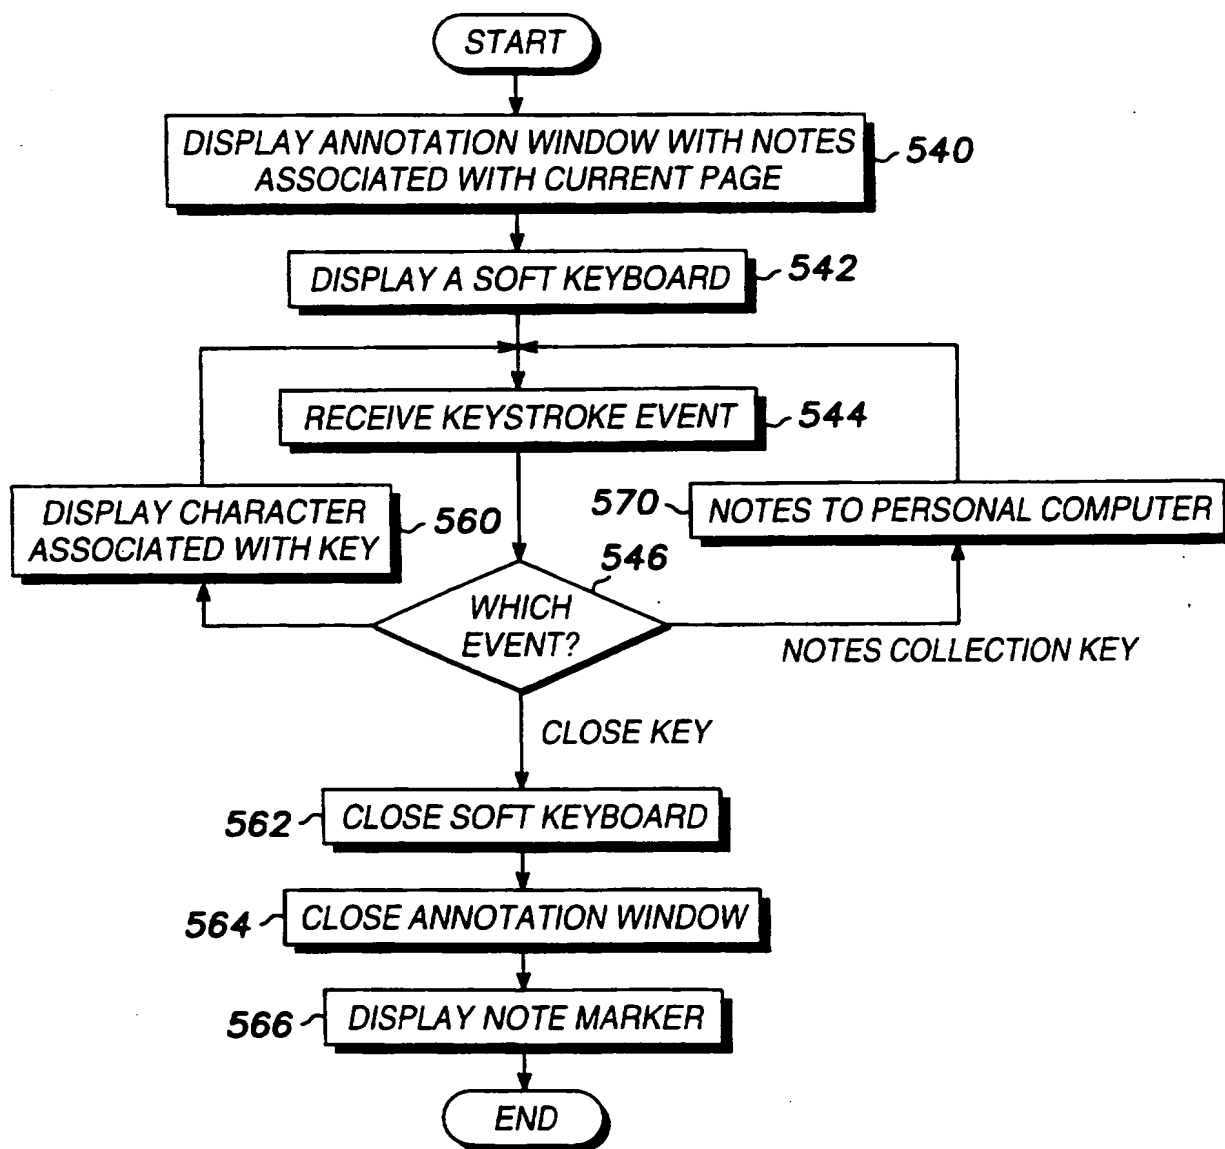 START
DISPLAY ANNOTATION WINDOW WITH NOTES
ASSOCIATED WITH CURRENT PAGE
540
DISPLAY A SOFT KEYBOARD
542
RECEIVE KEYSTROKE EVENT
544
DISPLAY CHARACTER
ASSOCIATED WITH KEY
560
570
NOTES TO PERSONAL COMPUTER
546
WHICH
EVENT?
NOTES COLLECTION KEY
CLOSE KEY
562
CLOSE SOFT KEYBOARD
564
CLOSE ANNOTATION WINDOW
566
DISPLAY NOTE MARKER
END